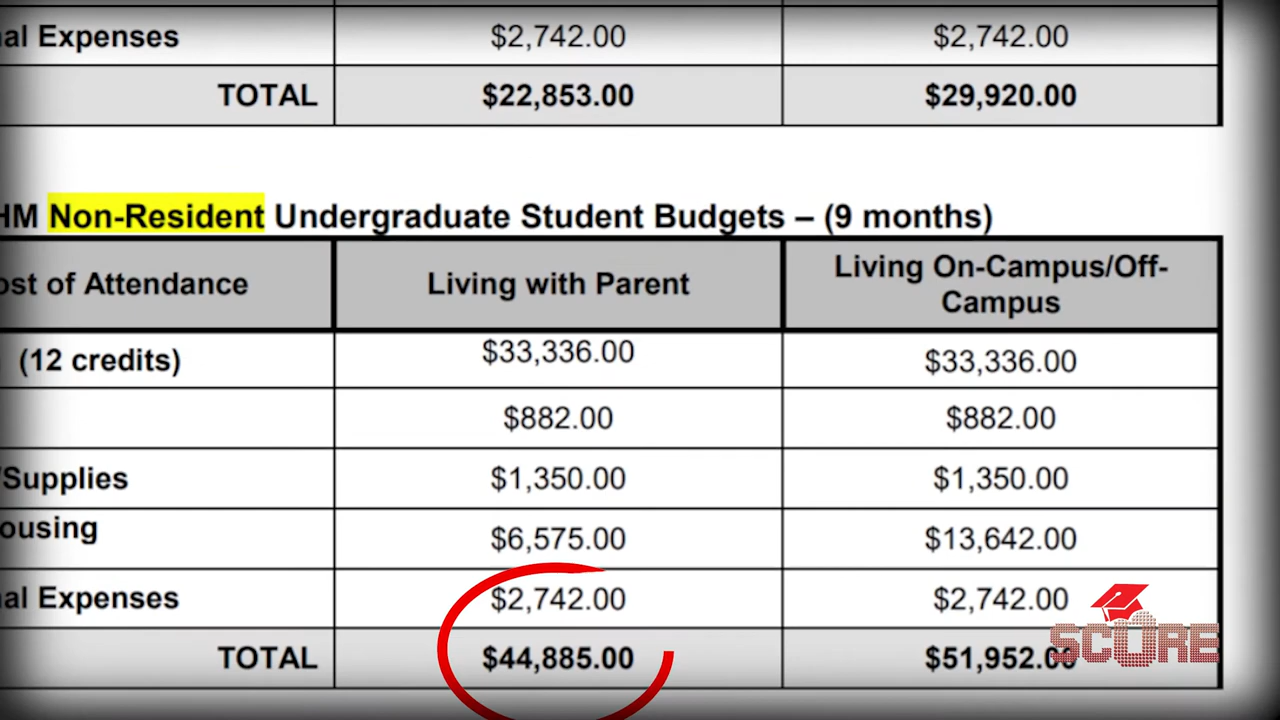 al Expenses $2,742.00 $2,742.00
TOTAL $22,853.00 $29,920.00
HM Non-Resident Undergraduate Student Budgets – (9 months)
ost of Attendance Living with Parent Living On-Campus/Off-
Campus
(12 credits) $33,336.00 $33,336.00
$882.00 $882.00
/Supplies $1,350.00 $1,350.00
ousing $6,575.00 $13,642.00
al Expenses $2,742.00 $2,742.00
TOTAL $44,885.00 $51,952.00
SCORE